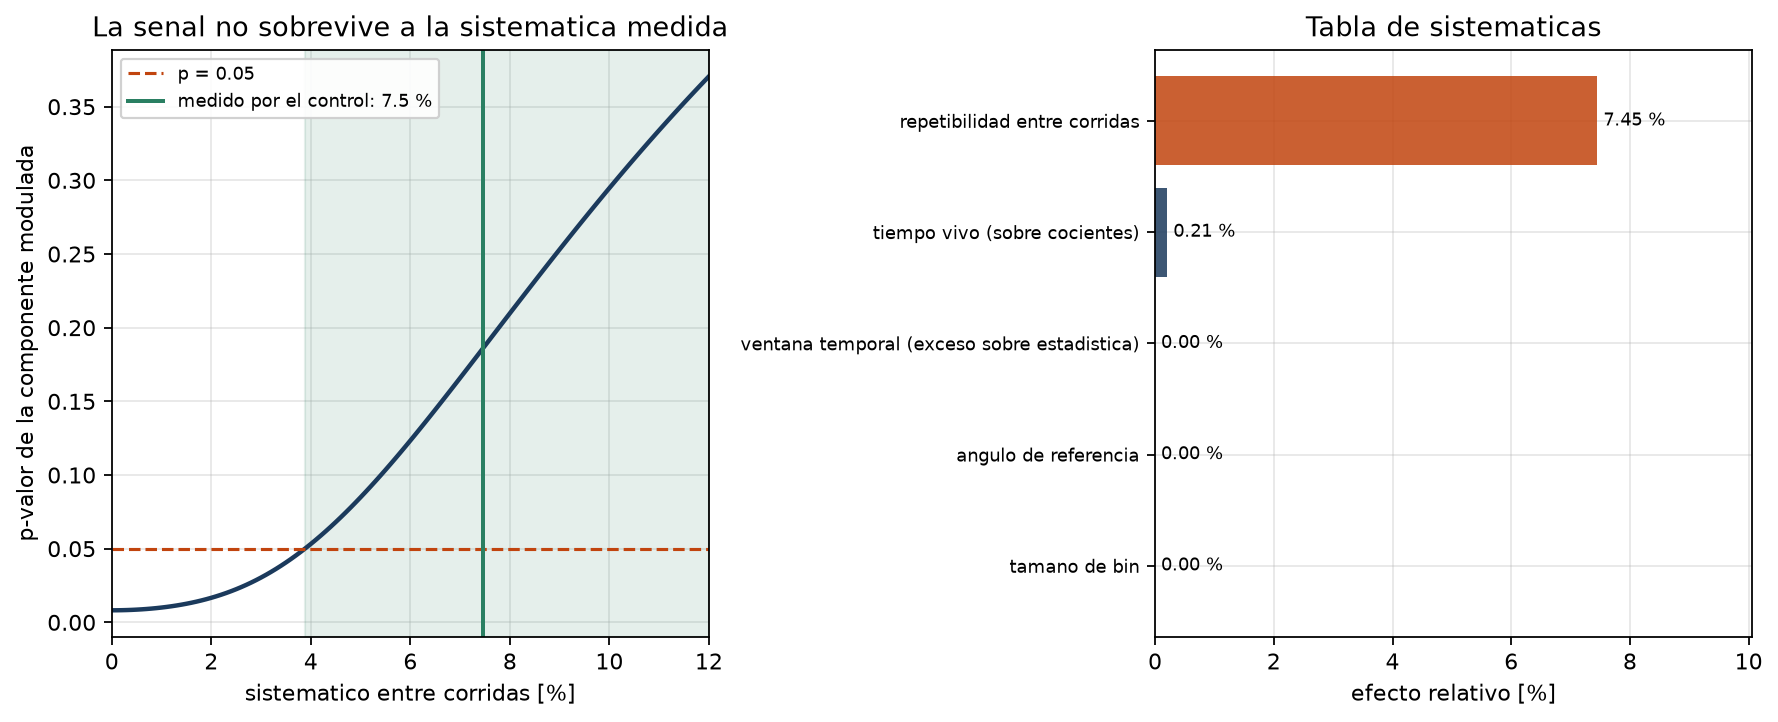 La senal no sobrevive a la sistematica medida
p = 0.05
medido por el control: 7.5 %
p-valor de la componente modulada
0.35
0.30
0.25
0.20
0.15
0.10
0.05
0.00
0 2 4 6 8 10 12
sistematico entre corridas [%]
Tabla de sistematicas
repetibilidad entre corridas 7.45 %
tiempo vivo (sobre cocientes) 0.21 %
ventana temporal (exceso sobre estadistica) 0.00 %
angulo de referencia 0.00 %
tamano de bin 0.00 %
0 2 4 6 8 10
efecto relativo [%]